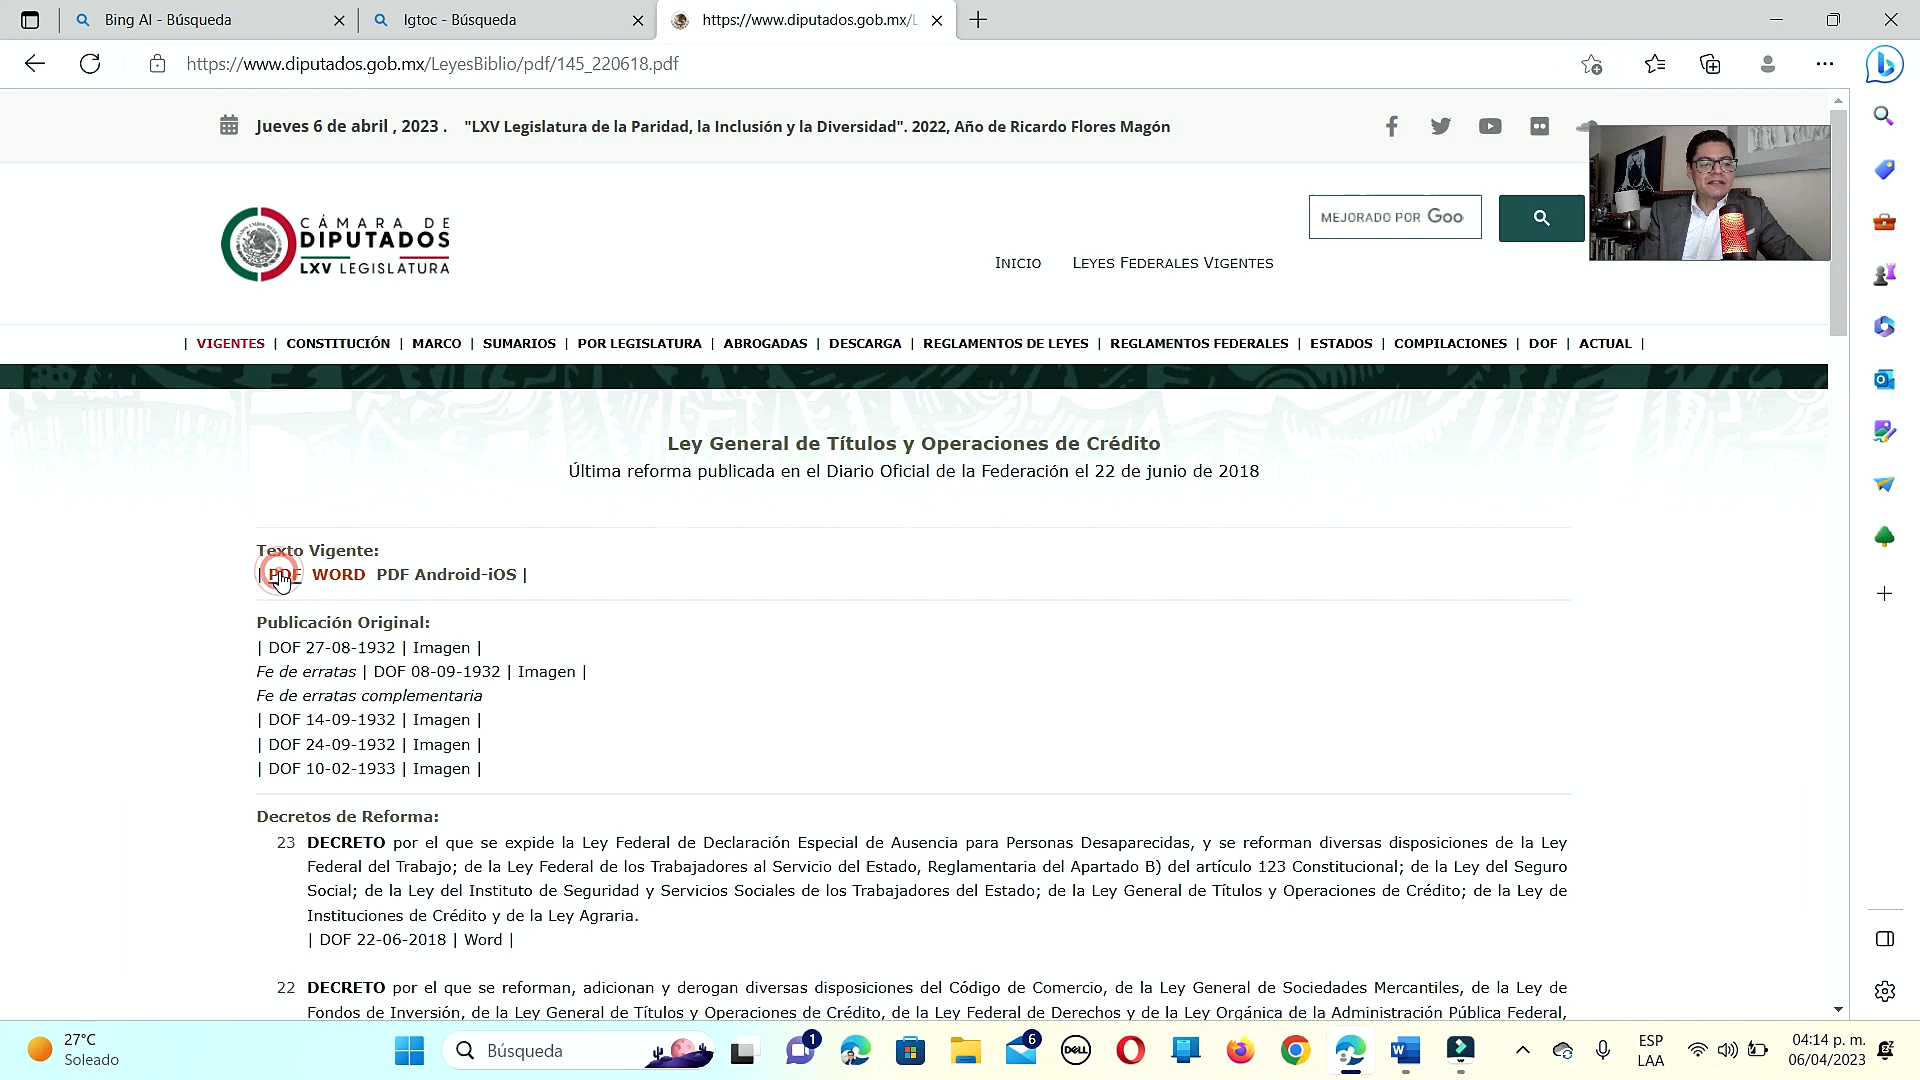 Bing AI - Búsqueda
lgtoc - Búsqueda
https://www.diputados.gob.mx/L
https://www.diputados.gob.mx/LeyesBiblio/pdf/145_220618.pdf
Jueves 6 de abril , 2023 . "LXV Legislatura de la Paridad, la Inclusión y la Diversidad". 2022, Año de Ricardo Flores Magón
CÁMARA DE
DIPUTADOS
LXV LEGISLATURA
MEJORADO POR Goo
INICIO LEYES FEDERALES VIGENTES
| VIGENTES | CONSTITUCIÓN | MARCO | SUMARIOS | POR LEGISLATURA | ABROGADAS | DESCARGA | REGLAMENTOS DE LEYES | REGLAMENTOS FEDERALES | ESTADOS | COMPILACIONES | DOF | ACTUAL |
Ley General de Títulos y Operaciones de Crédito
Última reforma publicada en el Diario Oficial de la Federación el 22 de junio de 2018
Texto Vigente:
| PDF WORD PDF Android-iOS |
Publicación Original:
| DOF 27-08-1932 | Imagen |
Fe de erratas | DOF 08-09-1932 | Imagen |
Fe de erratas complementaria
| DOF 14-09-1932 | Imagen |
| DOF 24-09-1932 | Imagen |
| DOF 10-02-1933 | Imagen |
Decretos de Reforma:
23 DECRETO por el que se expide la Ley Federal de Declaración Especial de Ausencia para Personas Desaparecidas, y se reforman diversas disposiciones de la Ley
Federal del Trabajo; de la Ley Federal de los Trabajadores al Servicio del Estado, Reglamentaria del Apartado B) del artículo 123 Constitucional; de la Ley del Seguro
Social; de la Ley del Instituto de Seguridad y Servicios Sociales de los Trabajadores del Estado; de la Ley General de Títulos y Operaciones de Crédito; de la Ley de
Instituciones de Crédito y de la Ley Agraria.
| DOF 22-06-2018 | Word |
22 DECRETO por el que se reforman, adicionan y derogan diversas disposiciones del Código de Comercio, de la Ley General de Sociedades Mercantiles, de la Ley de
Fondos de Inversión, de la Ley General de Títulos y Operaciones de Crédito, de la Ley Federal de Derechos y de la Ley Orgánica de la Administración Pública Federal,
27°C
Soleado
Búsqueda
1
6
DELL
ESP
LAA
04:14 p. m.
06/04/2023